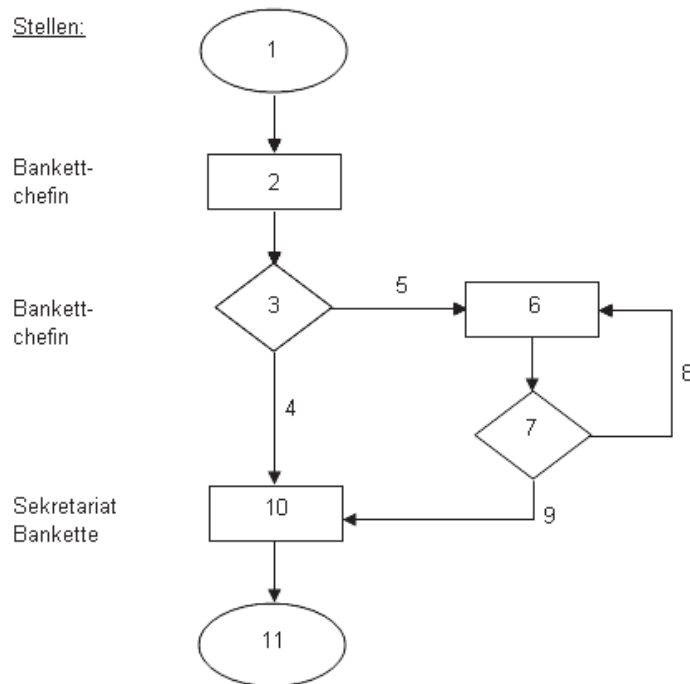 Stellen:
1
Bankett-
chefin
2
Bankett-
chefin
3
5
6
4
7
8
9
Sekretariat
Bankette
10
11